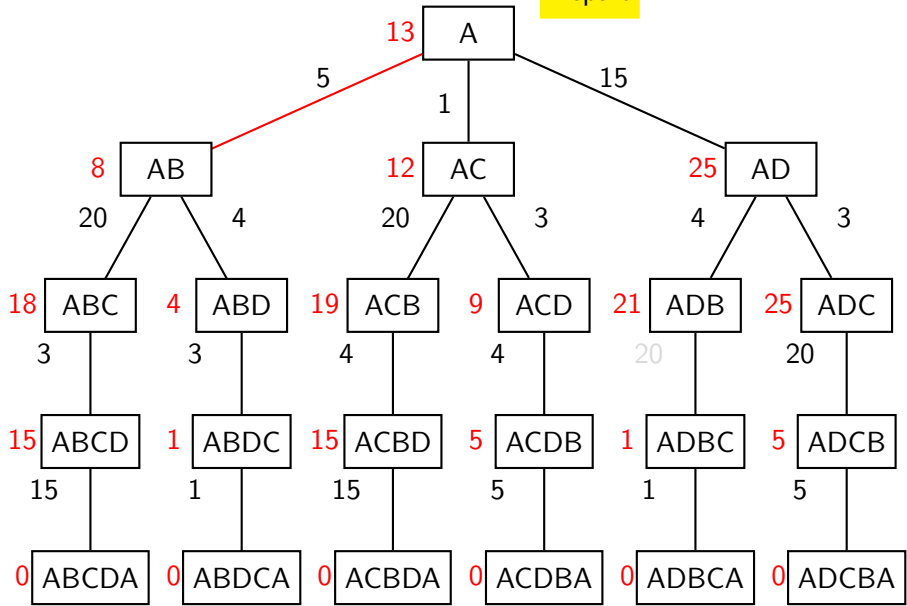 13 A
5 1 15
8 AB 12 AC 25 AD
20 4 20 3 4 3
18 ABC 4 ABD 19 ACB 9 ACD 21 ADB 25 ADC
3 3 4 4 20 20
15 ABCD 1 ABDC 15 ACBD 5 ACDB 1 ADBC 5 ADCB
15 1 15 5 1 5
0 ABCDA 0 ABDCA 0 ACBDA 0 ACDBA 0 ADBCA 0 ADCBA